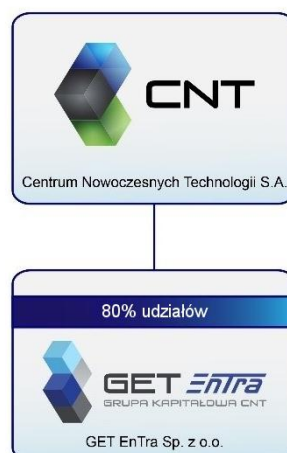 CNT
Centrum Nowoczesnych Technologii S.A.
80% udziałów
GET EnTra
GRUPA KAPITAŁOWA CNT
GET EnTra Sp. z o.o.